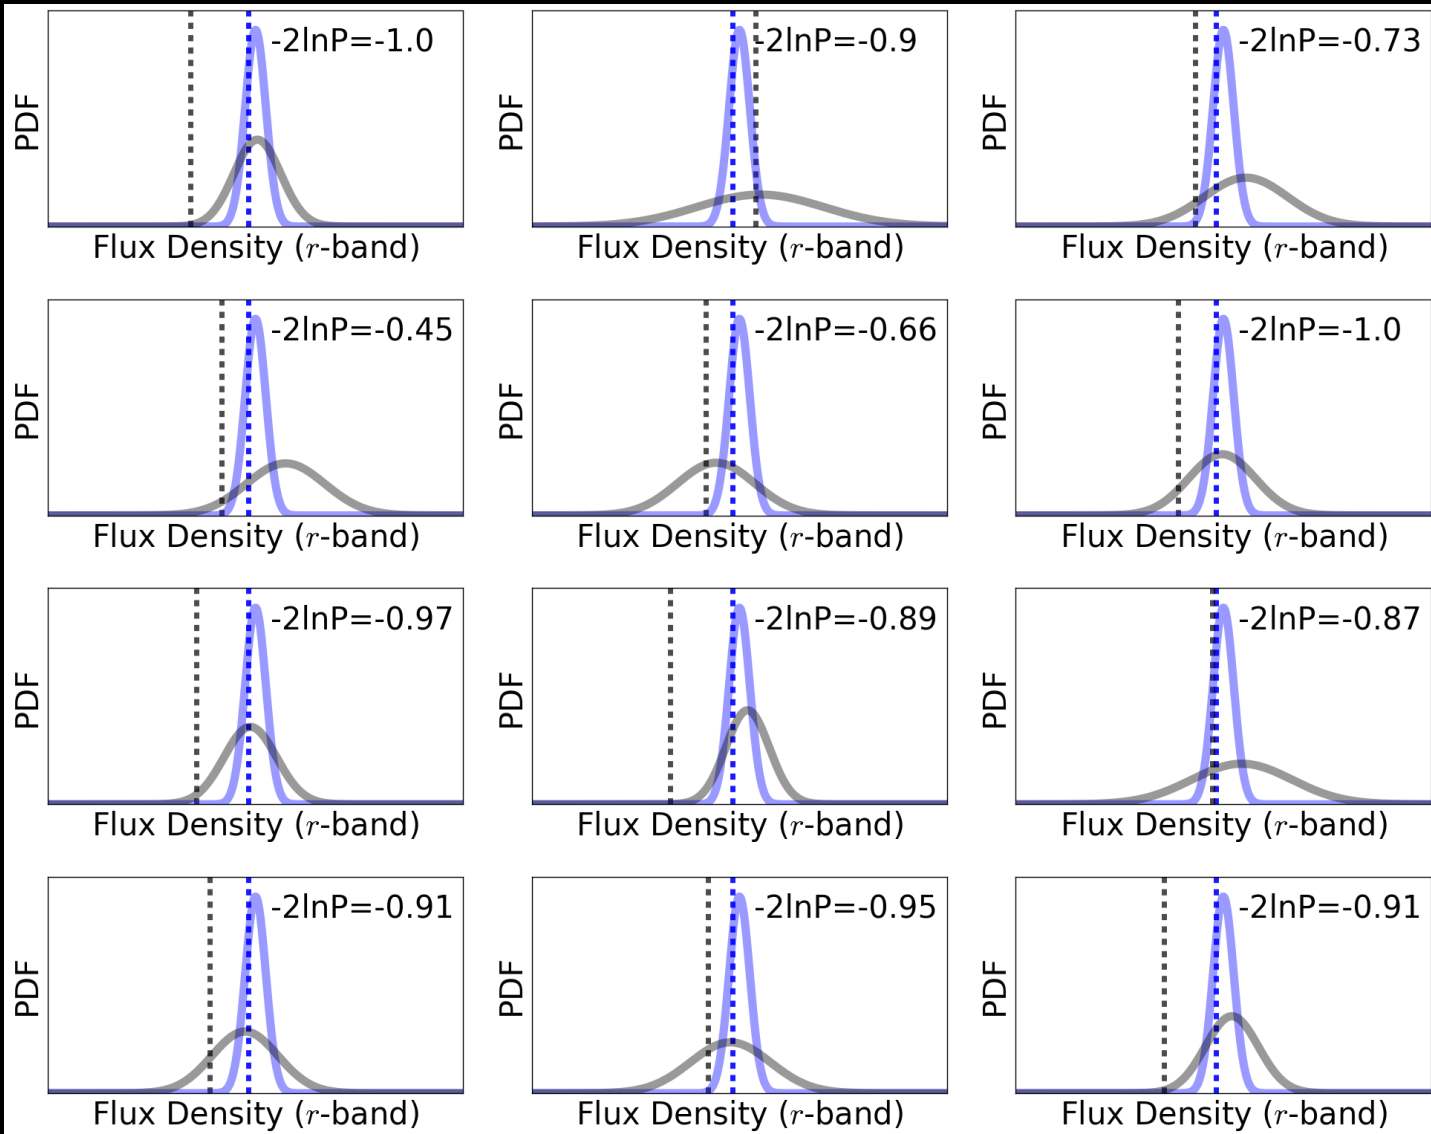 -2lnP=-1.0
PDF
Flux Density (r-band)
-2lnP=-0.9
PDF
Flux Density (r-band)
-2lnP=-0.73
PDF
Flux Density (r-band)
-2lnP=-0.45
PDF
Flux Density (r-band)
-2lnP=-0.66
PDF
Flux Density (r-band)
-2lnP=-1.0
PDF
Flux Density (r-band)
-2lnP=-0.97
PDF
Flux Density (r-band)
-2lnP=-0.89
PDF
Flux Density (r-band)
-2lnP=-0.87
PDF
Flux Density (r-band)
-2lnP=-0.91
PDF
Flux Density (r-band)
-2lnP=-0.95
PDF
Flux Density (r-band)
-2lnP=-0.91
PDF
Flux Density (r-band)